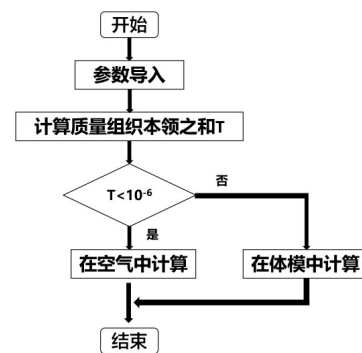 开始
参数导入
计算质量组织本领之和T
T<10⁻⁶
否
是
在空气中计算
在体模中计算
结束